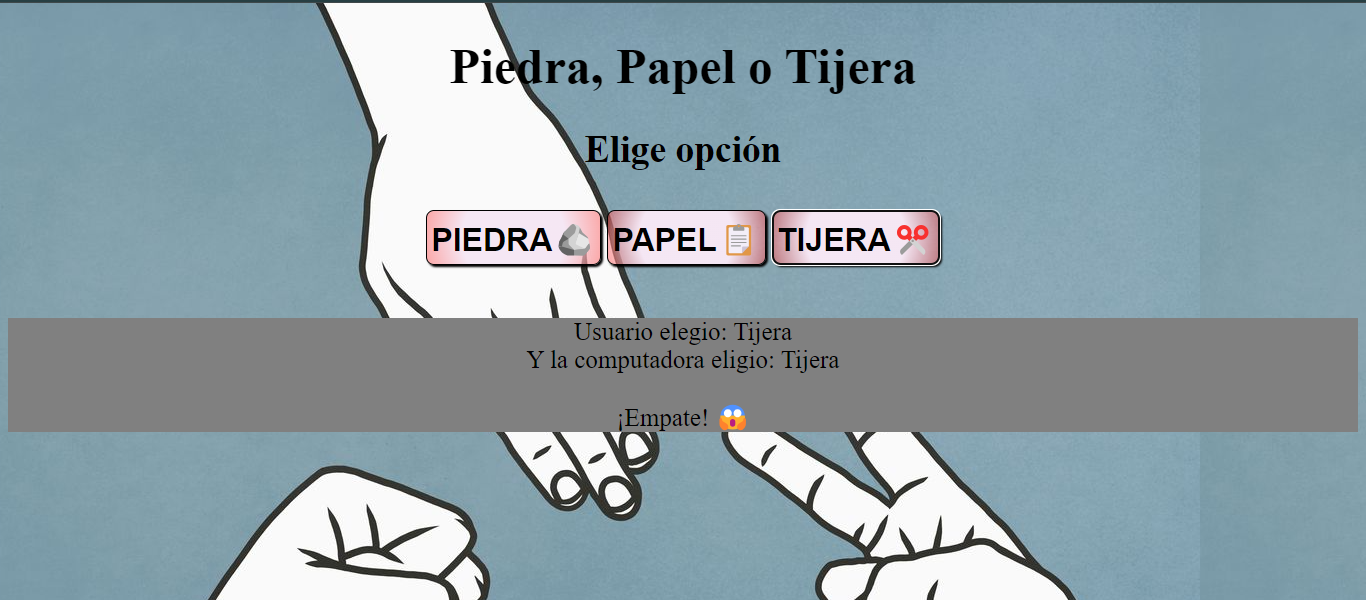 Piedra, Papel o Tijera
Elige opción
PIEDRA PAPEL TIJERA
Usuario elegio: Tijera
Y la computadora eligio: Tijera
¡Empate! 😱